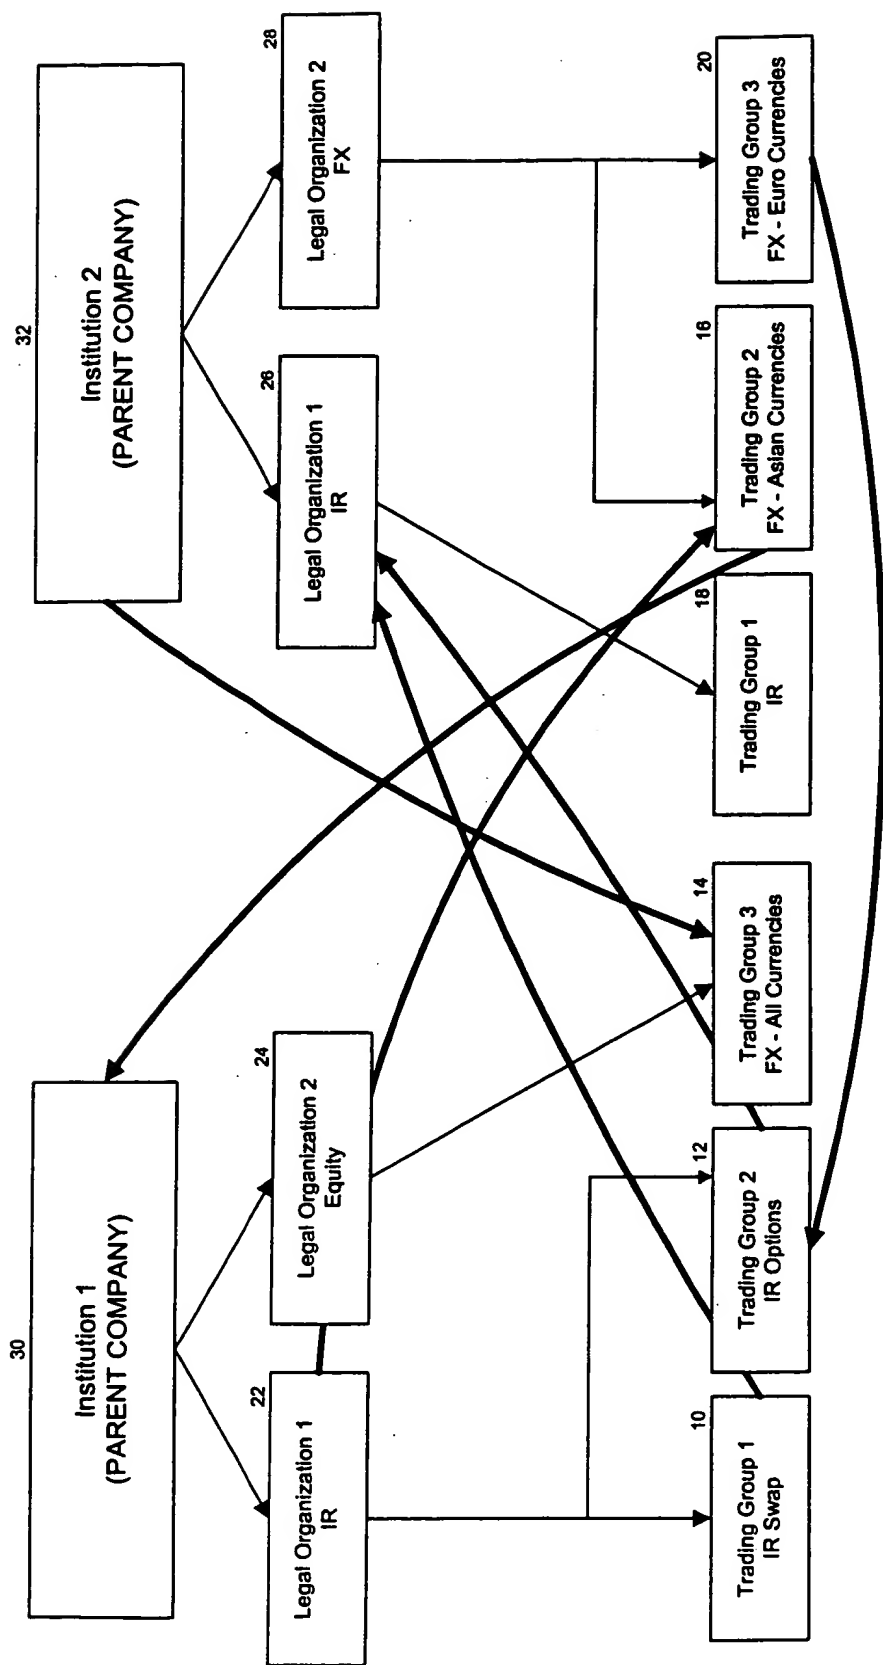 30
Institution 1
(PARENT COMPANY)
32
Institution 2
(PARENT COMPANY)
22
Legal Organization 1
IR
24
Legal Organization 2
Equity
26
Legal Organization 1
IR
28
Legal Organization 2
FX
10
Trading Group 1
IR Swap
12
Trading Group 2
IR Options
14
Trading Group 3
FX - All Currencies
18
Trading Group 1
IR
16
Trading Group 2
FX - Asian Currencies
20
Trading Group 3
FX - Euro Currencies